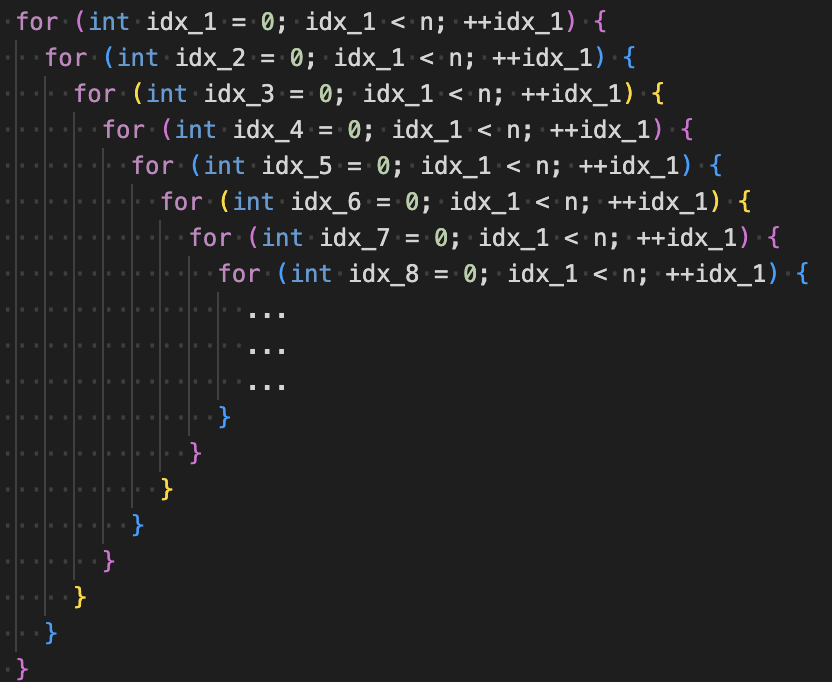 for (int idx_1 = 0; idx_1 < n; ++idx_1) {
for (int idx_2 = 0; idx_1 < n; ++idx_1) {
for (int idx_3 = 0; idx_1 < n; ++idx_1) {
for (int idx_4 = 0; idx_1 < n; ++idx_1) {
for (int idx_5 = 0; idx_1 < n; ++idx_1) {
for (int idx_6 = 0; idx_1 < n; ++idx_1) {
for (int idx_7 = 0; idx_1 < n; ++idx_1) {
for (int idx_8 = 0; idx_1 < n; ++idx_1) {
...
...
...
}
}
}
}
}
}
}
}